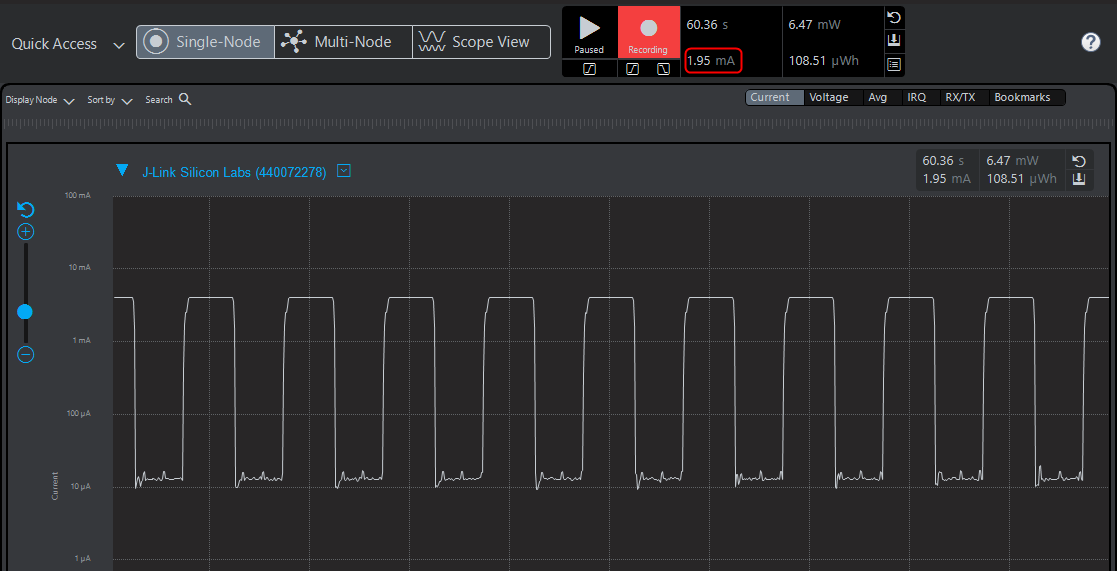 Quick Access
Single-Node
Multi-Node
Scope View
Paused
Recording
60.36 s
6.47 mW
1.95 mA
108.51 µWh
?
Display Node
Sort by
Search
Current
Voltage
Avg
IRQ
RX/TX
Bookmarks
J-Link Silicon Labs (440072278)
60.36 s
6.47 mW
1.95 mA
108.51 µWh
100 mA
10 mA
1 mA
100 µA
10 µA
1 µA
Current